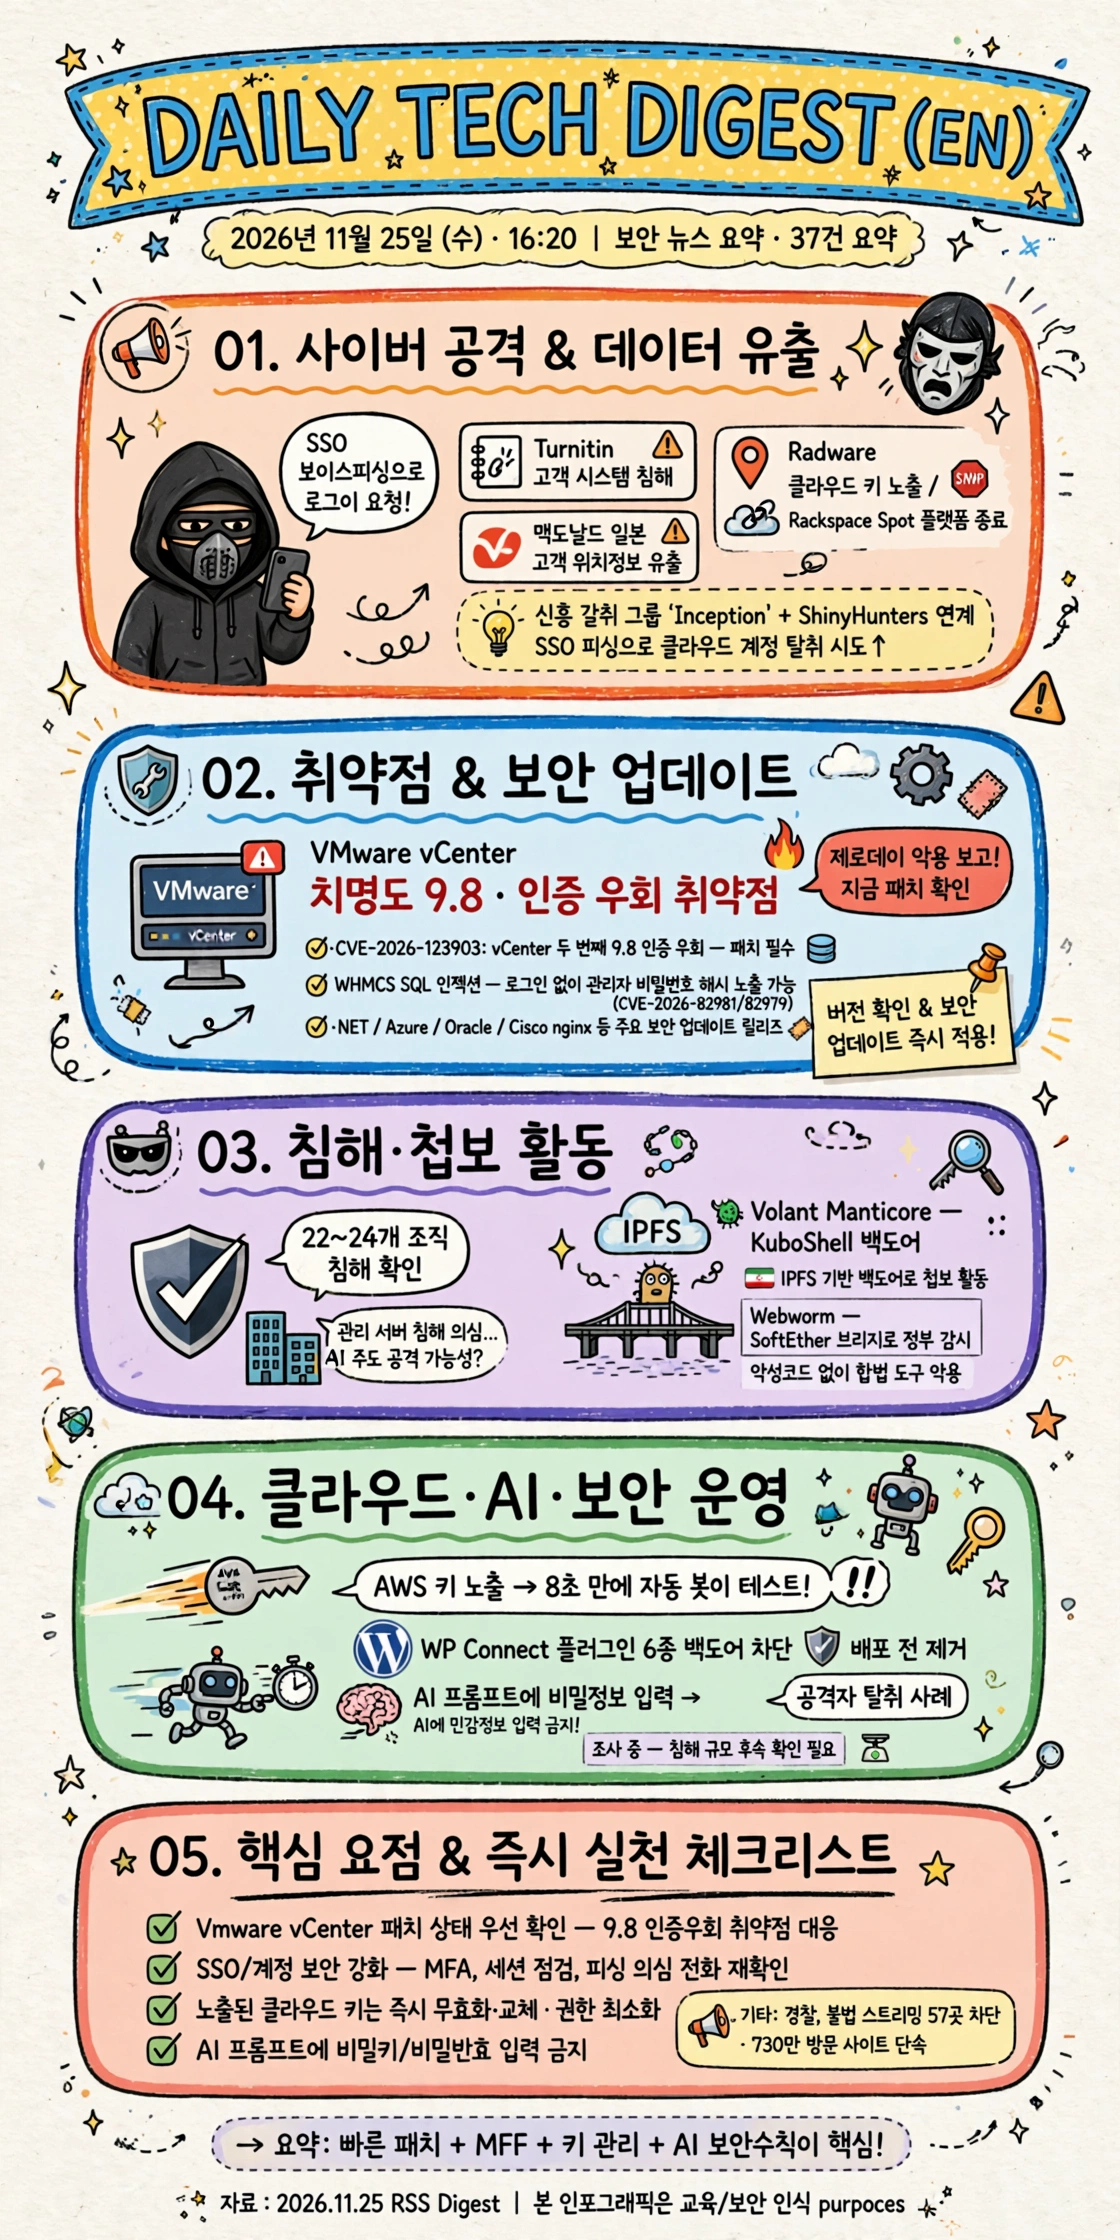 DAILY TECH DIGEST (EN)
2026년 11월 25일 (수) · 16:20 | 보안 뉴스 요약 · 37건 요약
01. 사이버 공격 & 데이터 유출
SSO
보이스피싱으로
로그이 요청!
Turnitin
고객 시스템 침해
맥도날드 일본
고객 위치정보 유출
Radware
클라우드 키 노출 /
Rackspace Spot 플랫폼 종료
신흥 갈취 그룹 ‘Inception’ + ShinyHunters 연계
SSO 피싱으로 클라우드 계정 탈취 시도 ↑
02. 취약점 & 보안 업데이트
VMware
vCenter
VMware vCenter
치명도 9.8 · 인증 우회 취약점
제로데이 악용 보고!
지금 패치 확인
·CVE-2026-123903: vCenter 두 번째 9.8 인증 우회 — 패치 필수
WHMCS SQL 인젝션 — 로그인 없이 관리자 비밀번호 해시 노출 가능
(CVE-2026-82981/82979)
·NET / Azure / Oracle / Cisco nginx 등 주요 보안 업데이트 릴리즈
버전 확인 & 보안
업데이트 즉시 적용!
03. 침해·첩보 활동
22~24개 조직
침해 확인
관리 서버 침해 의심...
AI 주도 공격 가능성?
IPFS
Volant Manticore —
KuboShell 백도어
IPFS 기반 백도어로 첩보 활동
Webworm —
SoftEther 브리지로 정부 감시
악성코드 없이 합법 도구 악용
04. 클라우드·AI·보안 운영
AWS 키 노출 → 8초 만에 자동 봇이 테스트!
!!
WP Connect 플러그인 6종 백도어 차단
배포 전 제거
AI 프롬프트에 비밀정보 입력 →
공격자 탈취 사례
AI에 민감정보 입력 금지!
조사 중 — 침해 규모 후속 확인 필요
05. 핵심 요점 & 즉시 실천 체크리스트
Vmware vCenter 패치 상태 우선 확인 — 9.8 인증우회 취약점 대응
SSO/계정 보안 강화 — MFA, 세션 점검, 피싱 의심 전화 재확인
노출된 클라우드 키는 즉시 무효화·교체 · 권한 최소화
AI 프롬프트에 비밀키/비밀반효 입력 금지
기타: 경찰, 불법 스트리밍 57곳 차단
· 730만 방문 사이트 단속
→ 요약: 빠른 패치 + MFF + 키 관리 + AI 보안수칙이 핵심!
자료 : 2026.11.25 RSS Digest | 본 인포그래픽은 교육/보안 인식 purpoces